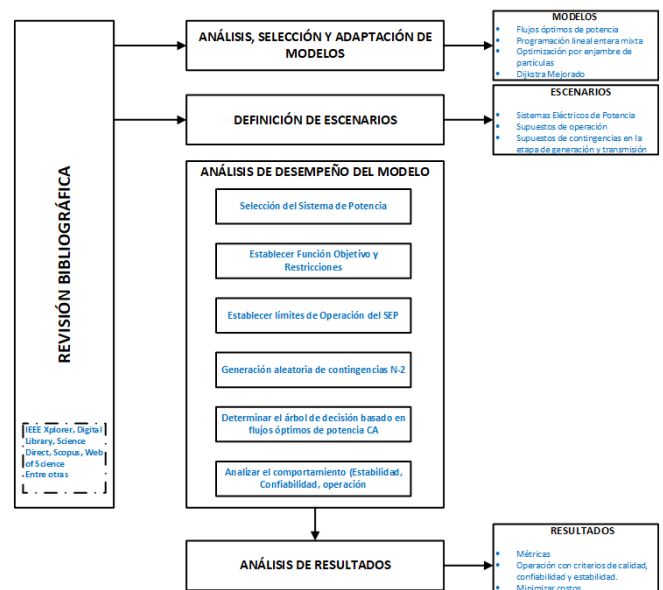 REVISIÓN BIBLIOGRÁFICA
IEEE Xplorer, Digital
Library, Science
Direct, Scopus, Web
of Science
Entre otras
ANÁLISIS, SELECCIÓN Y ADAPTACIÓN DE
MODELOS
MODELOS
• Flujos óptimos de potencia
• Programación lineal entera mixta
• Optimización por enjambre de
partículas
• Dijkstra Mejorado
DEFINICIÓN DE ESCENARIOS
ESCENARIOS
• Sistemas Eléctricos de Potencia
• Supuestos de operación
• Supuestos de contingencias en la
etapa de generación y transmisión
ANÁLISIS DE DESEMPEÑO DEL MODELO
Selección del Sistema de Potencia
Establecer Función Objetivo y
Restricciones
Establecer límites de Operación del SEP
Generación aleatoria de contingencias N-2
Determinar el árbol de decisión basado en
flujos óptimos de potencia CA
Analizar el comportamiento (Estabilidad,
Confiabilidad, operación
ANÁLISIS DE RESULTADOS
RESULTADOS
• Métricas
• Operación con criterios de calidad,
confiabilidad y estabilidad.
• Minimizar costos